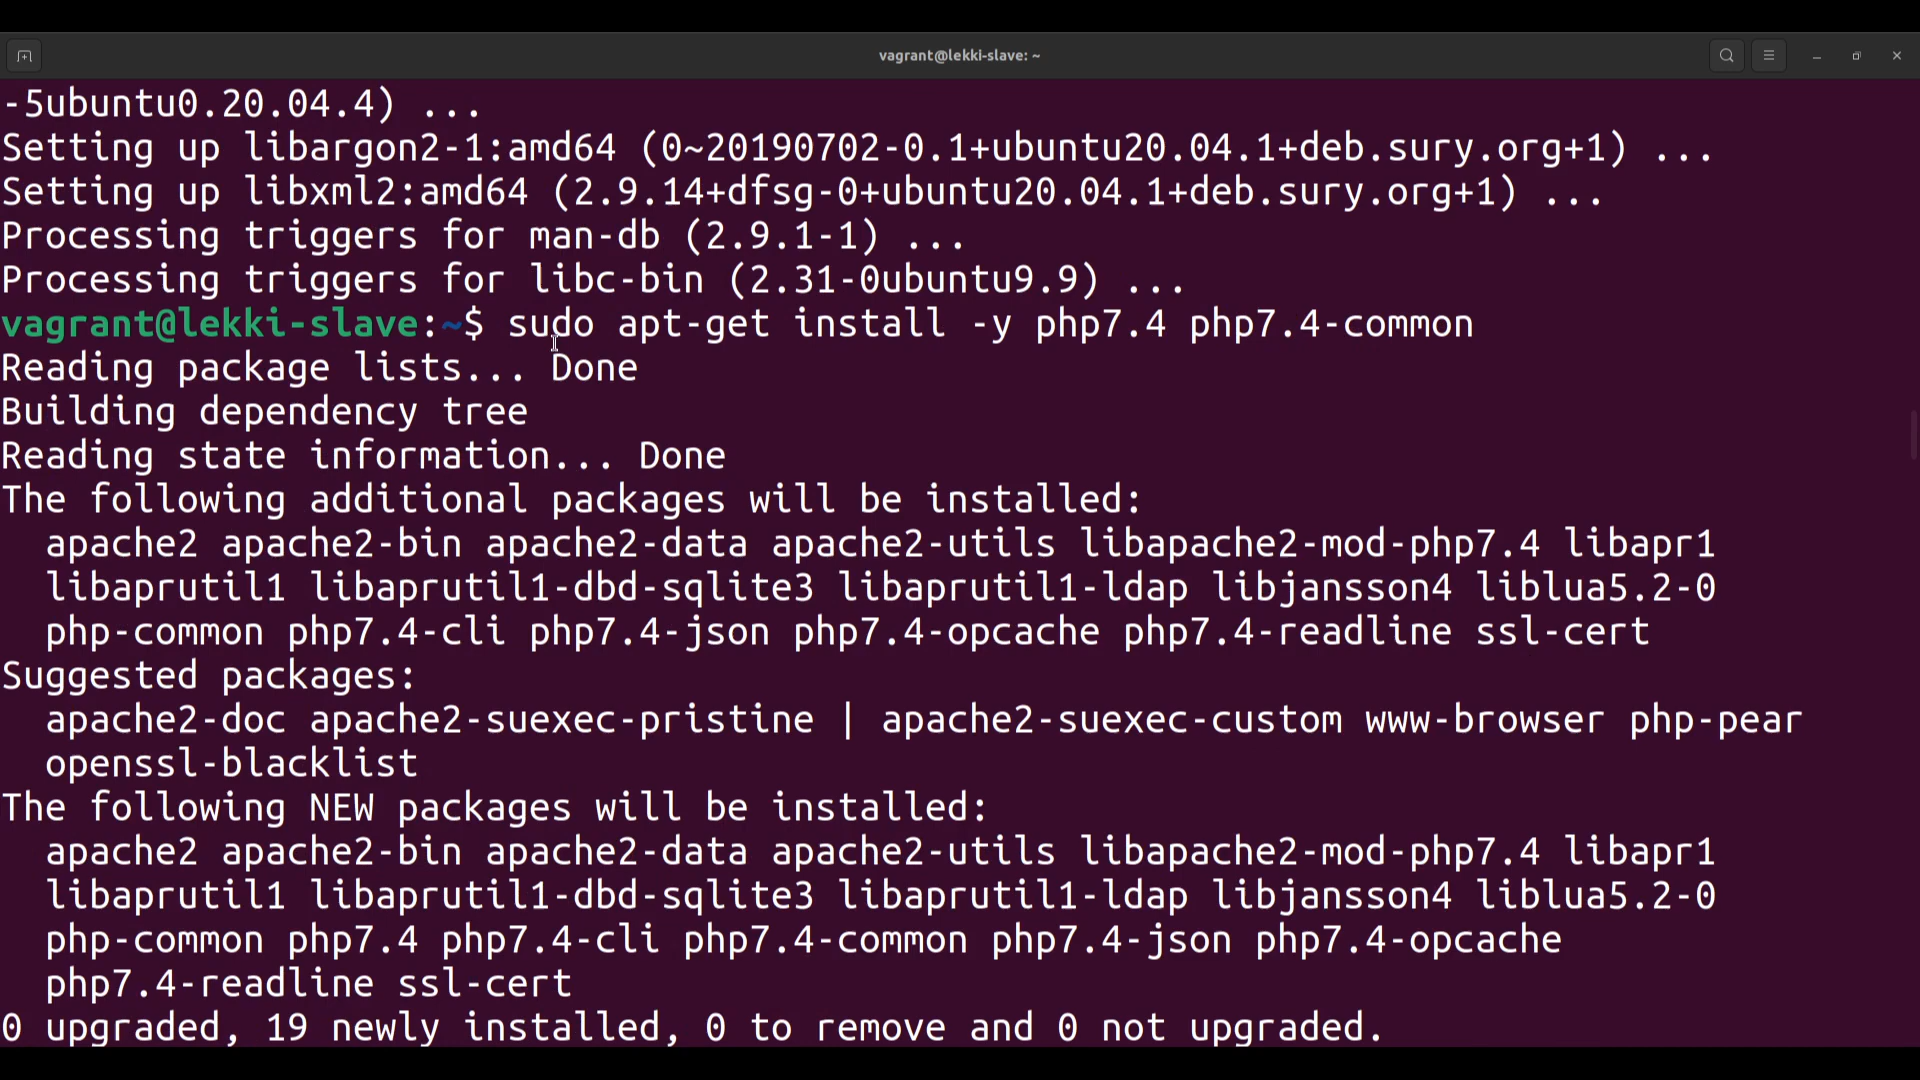 vagrant@lekki-slave: ~
-5ubuntu0.20.04.4) ...
Setting up libargon2-1:amd64 (0~20190702-0.1+ubuntu20.04.1+deb.sury.org+1) ...
Setting up libxml2:amd64 (2.9.14+dfsg-0+ubuntu20.04.1+deb.sury.org+1) ...
Processing triggers for man-db (2.9.1-1) ...
Processing triggers for libc-bin (2.31-0ubuntu9.9) ...
vagrant@lekki-slave:~$ sudo apt-get install -y php7.4 php7.4-common
Reading package lists... Done
Building dependency tree
Reading state information... Done
The following additional packages will be installed:
  apache2 apache2-bin apache2-data apache2-utils libapache2-mod-php7.4 libapr1
  libaprutil1 libaprutil1-dbd-sqlite3 libaprutil1-ldap libjansson4 liblua5.2-0
  php-common php7.4-cli php7.4-json php7.4-opcache php7.4-readline ssl-cert
Suggested packages:
  apache2-doc apache2-suexec-pristine | apache2-suexec-custom www-browser php-pear
  openssl-blacklist
The following NEW packages will be installed:
  apache2 apache2-bin apache2-data apache2-utils libapache2-mod-php7.4 libapr1
  libaprutil1 libaprutil1-dbd-sqlite3 libaprutil1-ldap libjansson4 liblua5.2-0
  php-common php7.4 php7.4-cli php7.4-common php7.4-json php7.4-opcache
  php7.4-readline ssl-cert
0 upgraded, 19 newly installed, 0 to remove and 0 not upgraded.